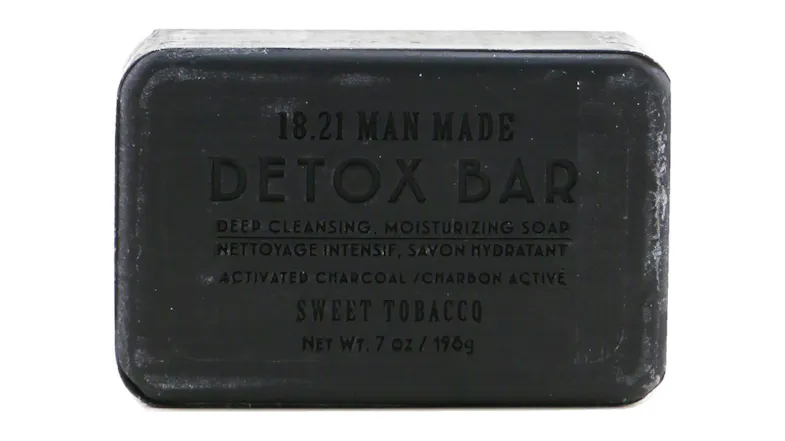 18.21 MAN MADE
DETOX BAR
DEEP CLEANSING, MOISTURIZING SOAP
NETTOYAGE INTENSIF, SAVON HYDRATANT
ACTIVATED CHARCOAL / CHARBON ACTIVÉ
SWEET TOBACCO
NET WT. 7 oz / 198g